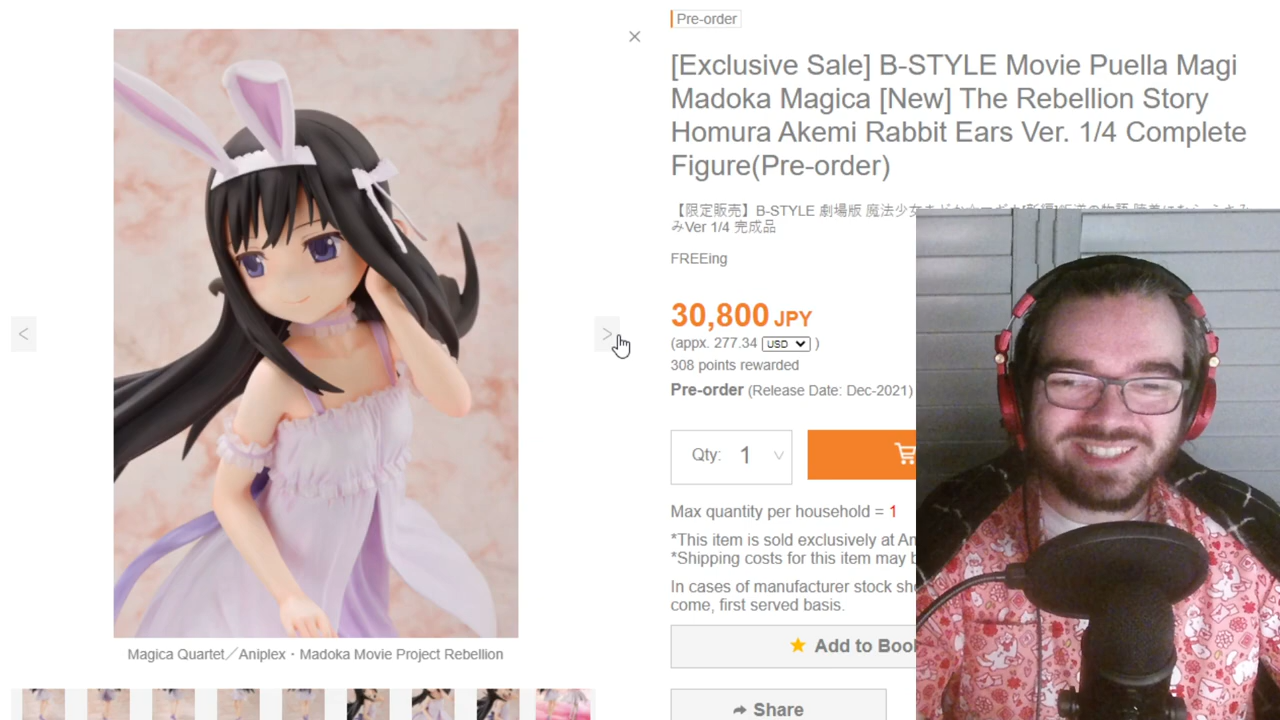 Pre-order
[Exclusive Sale] B-STYLE Movie Puella Magi
Madoka Magica [New] The Rebellion Story
Homura Akemi Rabbit Ears Ver. 1/4 Complete
Figure(Pre-order)
【限定販売】B-STYLE 劇場版 魔法少女
みVer 1/4 完成品
FREEing
30,800 JPY
(appx. 277.34 USD )
308 points rewarded
Pre-order (Release Date: Dec-2021)
Qty: 1
Max quantity per household = 1
*This item is sold exclusively at
*Shipping costs for this item may
In cases of manufacturer stock
come, first served basis.
Add to
Share
Magica Quartet／Aniplex・Madoka Movie Project Rebellion